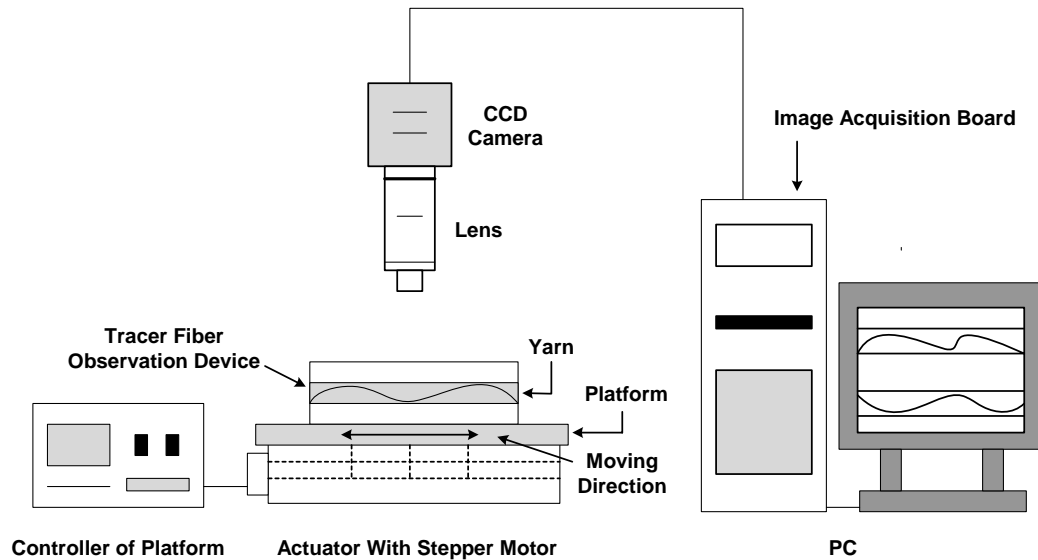 CCD
Camera
Image Acquisition Board
Lens
Tracer Fiber
Observation Device
Yarn
Platform
Moving
Direction
Controller of Platform
Actuator With Stepper Motor
PC